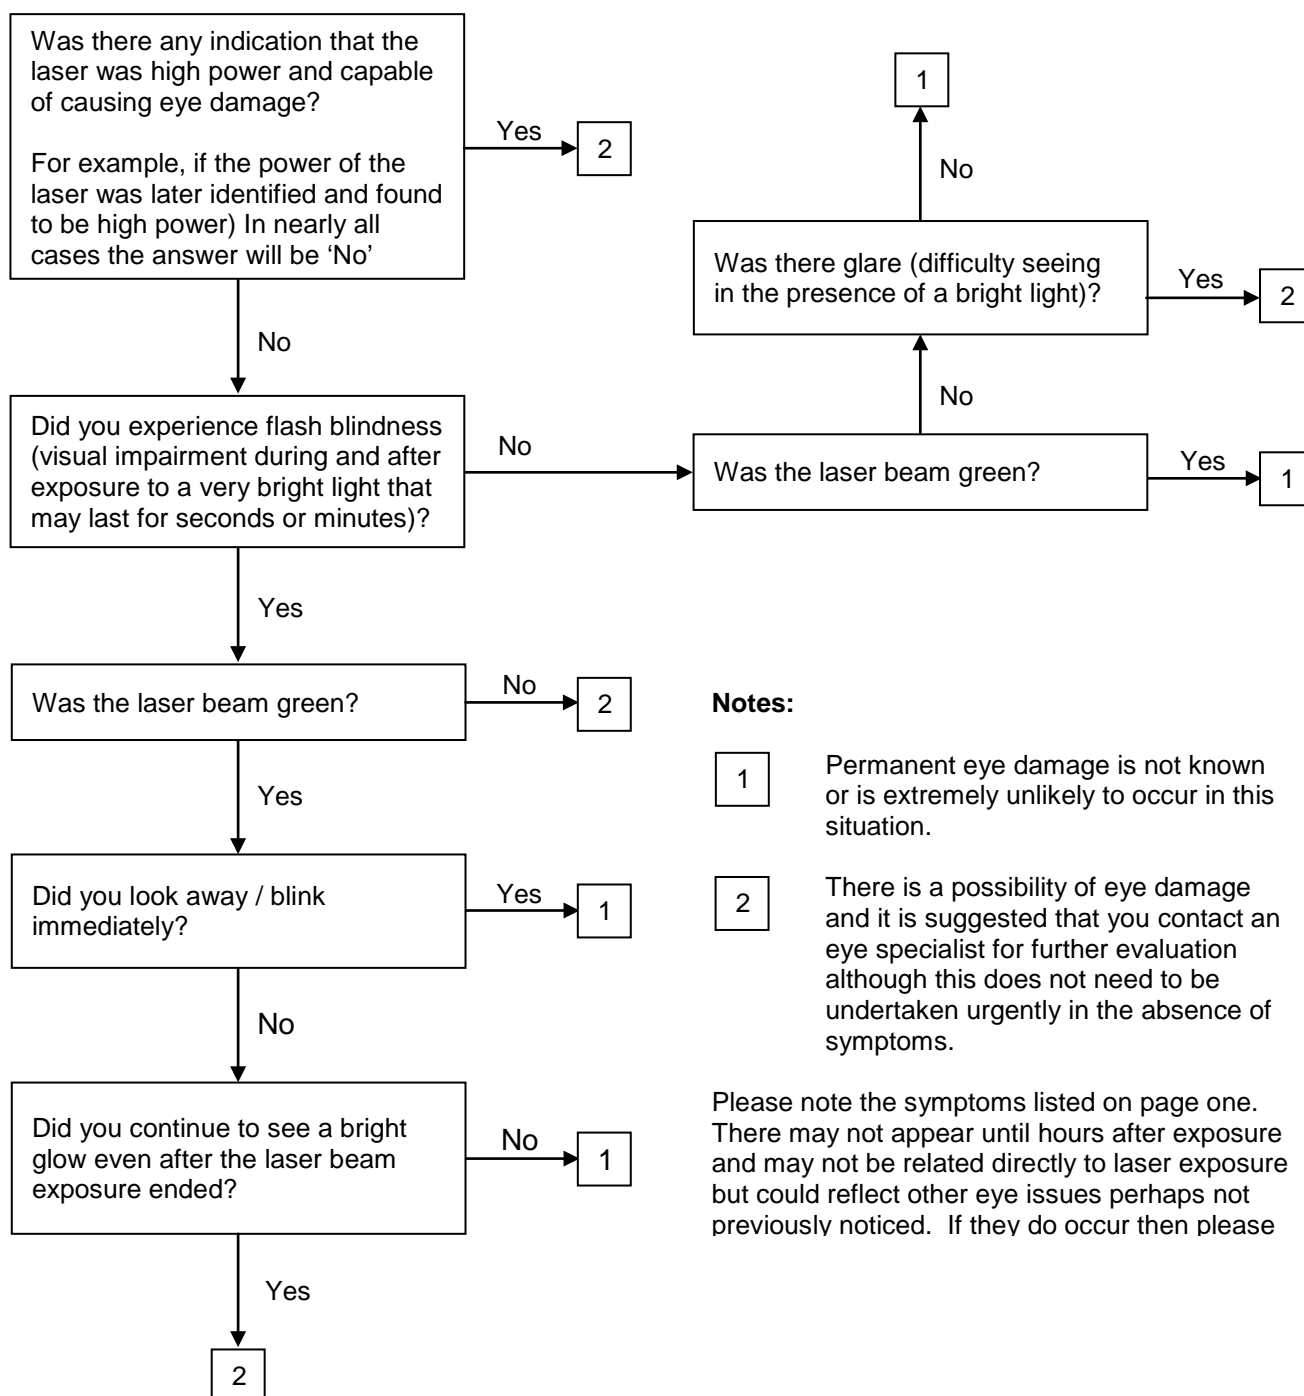 Was there any indication that the
laser was high power and capable
of causing eye damage?
For example, if the power of the
laser was later identified and found
to be high power) In nearly all
cases the answer will be ‘No’
Yes
2
No
Did you experience flash blindness
(visual impairment during and after
exposure to a very bright light that
may last for seconds or minutes)?
No
Was the laser beam green?
Yes
1
No
Was there glare (difficulty seeing
in the presence of a bright light)?
Yes
2
No
1
Yes
Was the laser beam green?
No
2
Yes
Did you look away / blink
immediately?
Yes
1
No
Did you continue to see a bright
glow even after the laser beam
exposure ended?
No
1
Yes
2
Notes:
1
Permanent eye damage is not known
or is extremely unlikely to occur in this
situation.
2
There is a possibility of eye damage
and it is suggested that you contact an
eye specialist for further evaluation
although this does not need to be
undertaken urgently in the absence of
symptoms.
Please note the symptoms listed on page one.
There may not appear until hours after exposure
and may not be related directly to laser exposure
but could reflect other eye issues perhaps not
previously noticed.  If they do occur then please